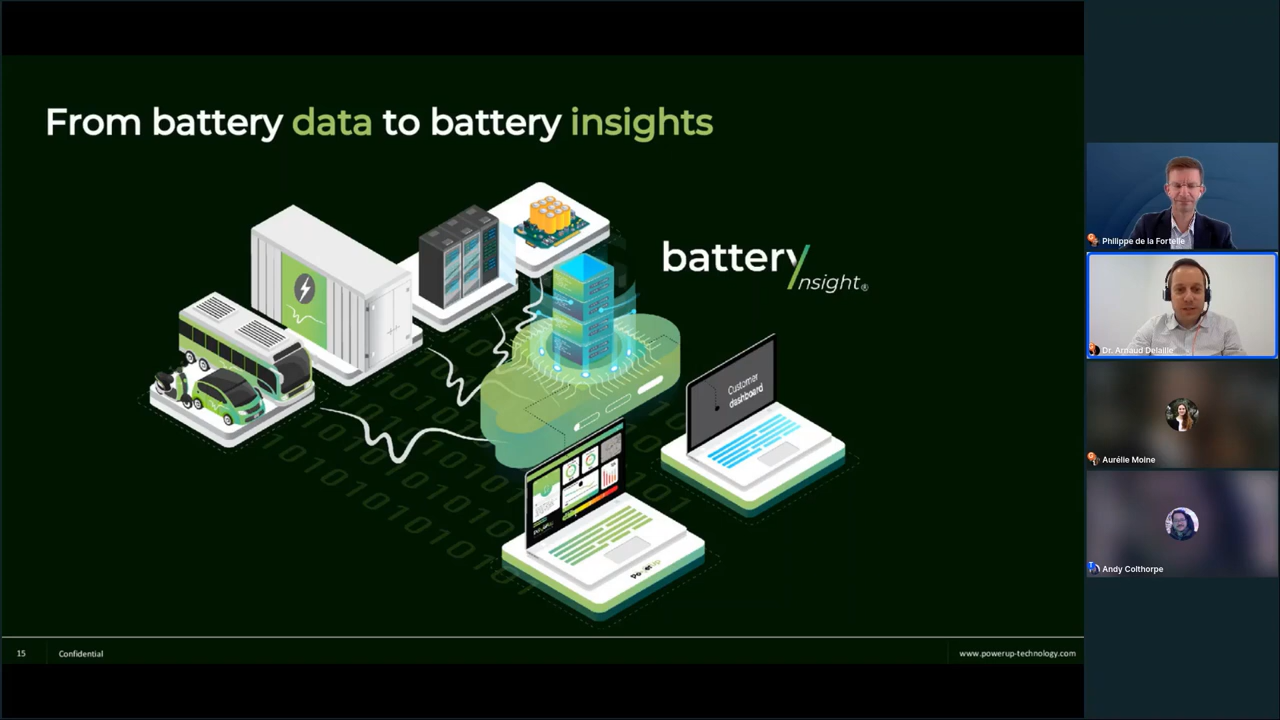 From battery data to battery insights
battery
insight®
Customer
dashboard
PowerUp
15
Confidential
www.powerup-technology.com
Philippe de la Fortelle
Dr. Arnaud Delaille
Aurélie Moine
Andy Colthorpe